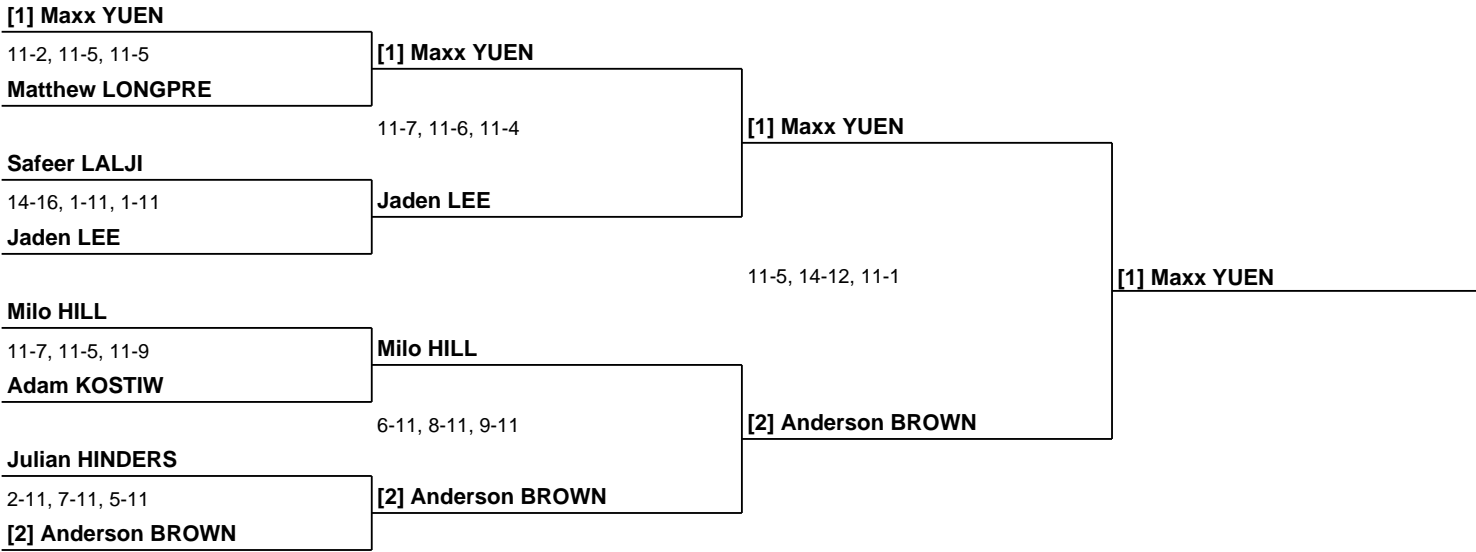 [1] Maxx YUEN
11-2, 11-5, 11-5
[1] Maxx YUEN
Matthew LONGPRE
11-7, 11-6, 11-4
[1] Maxx YUEN
Safeer LALJI
14-16, 1-11, 1-11
Jaden LEE
Jaden LEE
11-5, 14-12, 11-1
[1] Maxx YUEN
Milo HILL
11-7, 11-5, 11-9
Milo HILL
Adam KOSTIW
6-11, 8-11, 9-11
[2] Anderson BROWN
Julian HINDERS
2-11, 7-11, 5-11
[2] Anderson BROWN
[2] Anderson BROWN